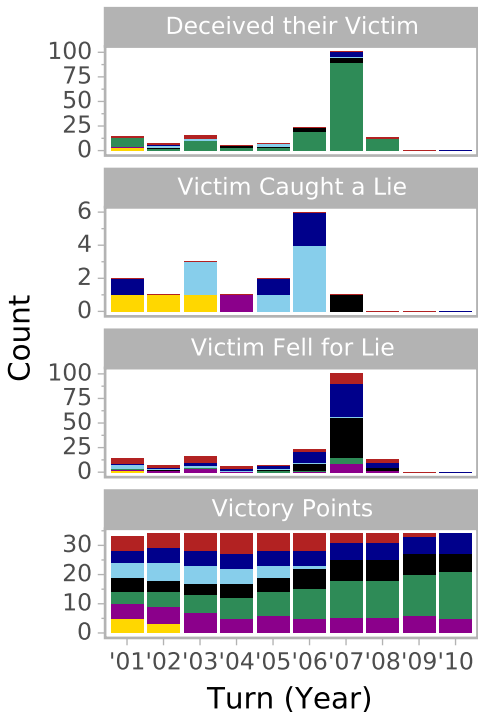 Deceived their Victim
100
75
50
25
0
Victim Caught a Lie
6
4
2
0
Victim Fell for Lie
100
75
50
25
0
Victory Points
30
20
10
0
Count
'01 '02 '03 '04 '05 '06 '07 '08 '09 '10
Turn (Year)